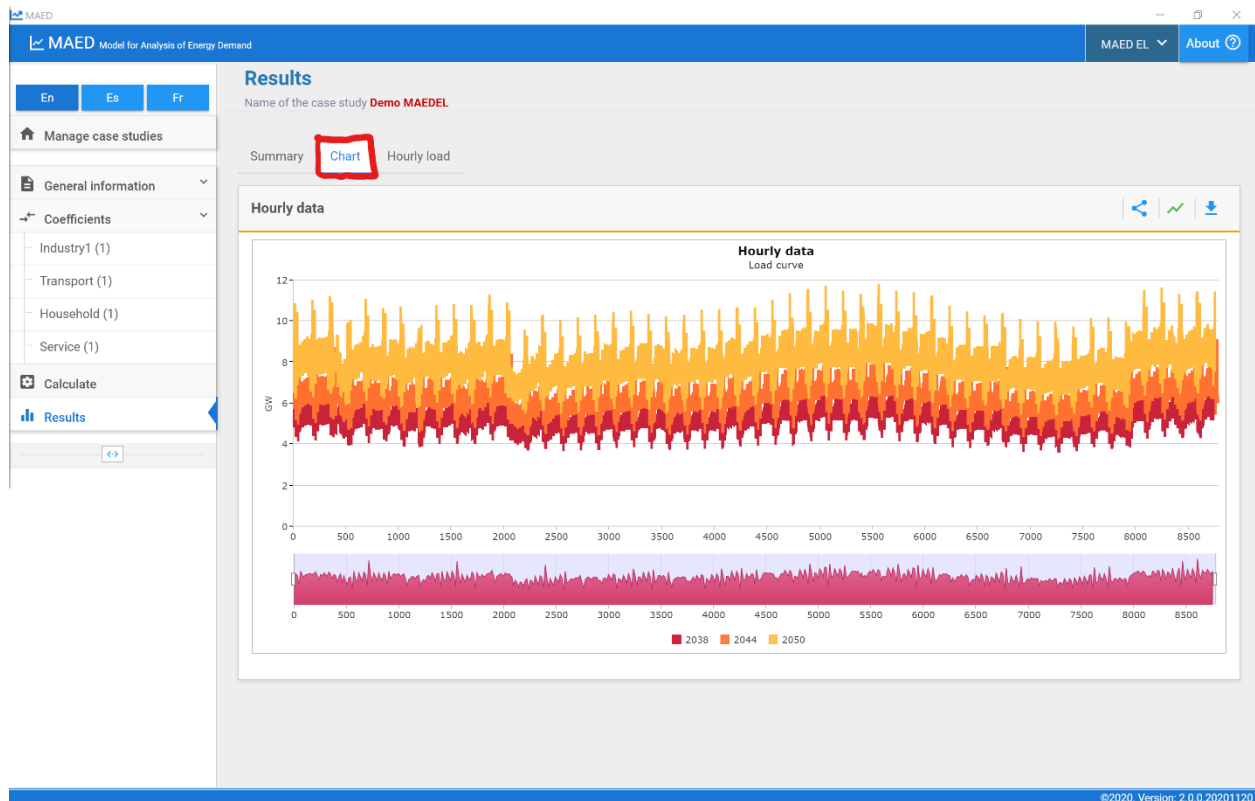 MAED
MAED Model for Analysis of Energy Demand
MAED EL
About
En Es Fr
Manage case studies
General information
Coefficients
Industry1 (1)
Transport (1)
Household (1)
Service (1)
Calculate
Results
Results
Name of the case study Demo MAEDEL
Summary Chart Hourly load
Hourly data
Hourly data
Load curve
12
10
8
6
4
2
0
GW
0 500 1000 1500 2000 2500 3000 3500 4000 4500 5000 5500 6000 6500 7000 7500 8000 8500
0 500 1000 1500 2000 2500 3000 3500 4000 4500 5000 5500 6000 6500 7000 7500 8000 8500
2038 2044 2050
©2020. Version: 2.0.0.20201120